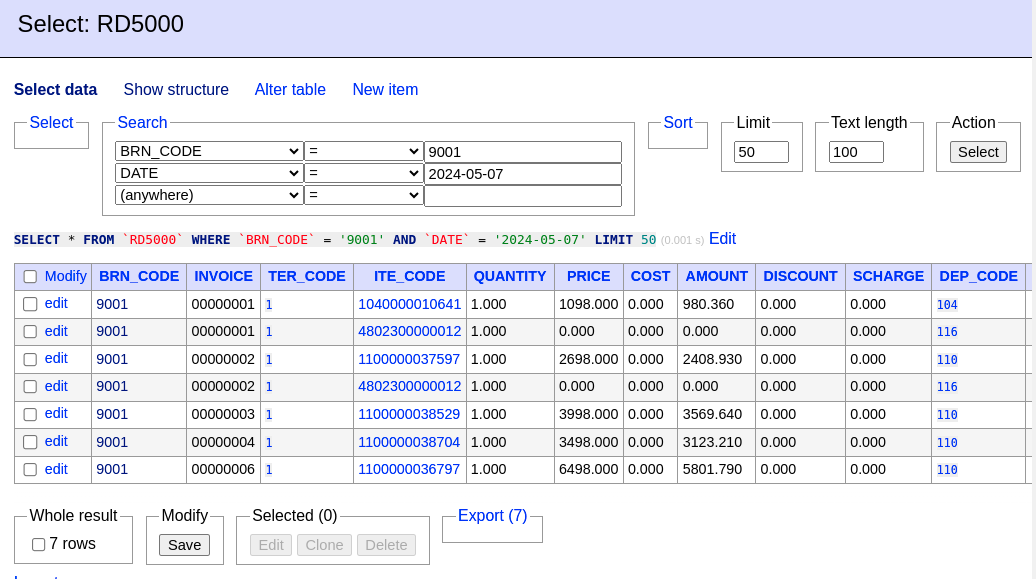 Select: RD5000
Select data Show structure Alter table New item
Select Search Sort Limit Text length Action
BRN_CODE = 9001 50 100 Select
DATE = 2024-05-07
(anywhere) =
SELECT * FROM `RD5000` WHERE `BRN_CODE` = '9001' AND `DATE` = '2024-05-07' LIMIT 50 (0.001 s) Edit
Modify BRN_CODE INVOICE TER_CODE ITE_CODE QUANTITY PRICE COST AMOUNT DISCOUNT SCHARGE DEP_CODE
edit 9001 00000001 1 1040000010641 1.000 1098.000 0.000 980.360 0.000 0.000 104
edit 9001 00000001 1 4802300000012 1.000 0.000 0.000 0.000 0.000 0.000 116
edit 9001 00000002 1 1100000037597 1.000 2698.000 0.000 2408.930 0.000 0.000 110
edit 9001 00000002 1 4802300000012 1.000 0.000 0.000 0.000 0.000 0.000 116
edit 9001 00000003 1 1100000038529 1.000 3998.000 0.000 3569.640 0.000 0.000 110
edit 9001 00000004 1 1100000038704 1.000 3498.000 0.000 3123.210 0.000 0.000 110
edit 9001 00000006 1 1100000036797 1.000 6498.000 0.000 5801.790 0.000 0.000 110
Whole result Modify Selected (0) Export (7)
7 rows Save Edit Clone Delete